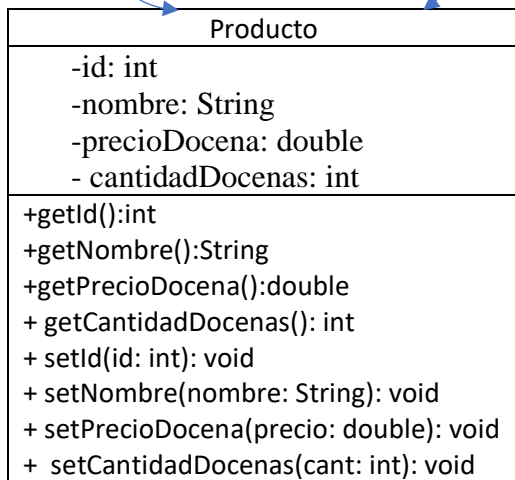 Producto
-id: int
-nombre: String
-precioDocena: double
- cantidadDocenas: int
+getId():int
+getNombre():String
+getPrecioDocena():double
+ getCantidadDocenas(): int
+ setId(id: int): void
+ setNombre(nombre: String): void
+ setPrecioDocena(precio: double): void
+ setCantidadDocenas(cant: int): void